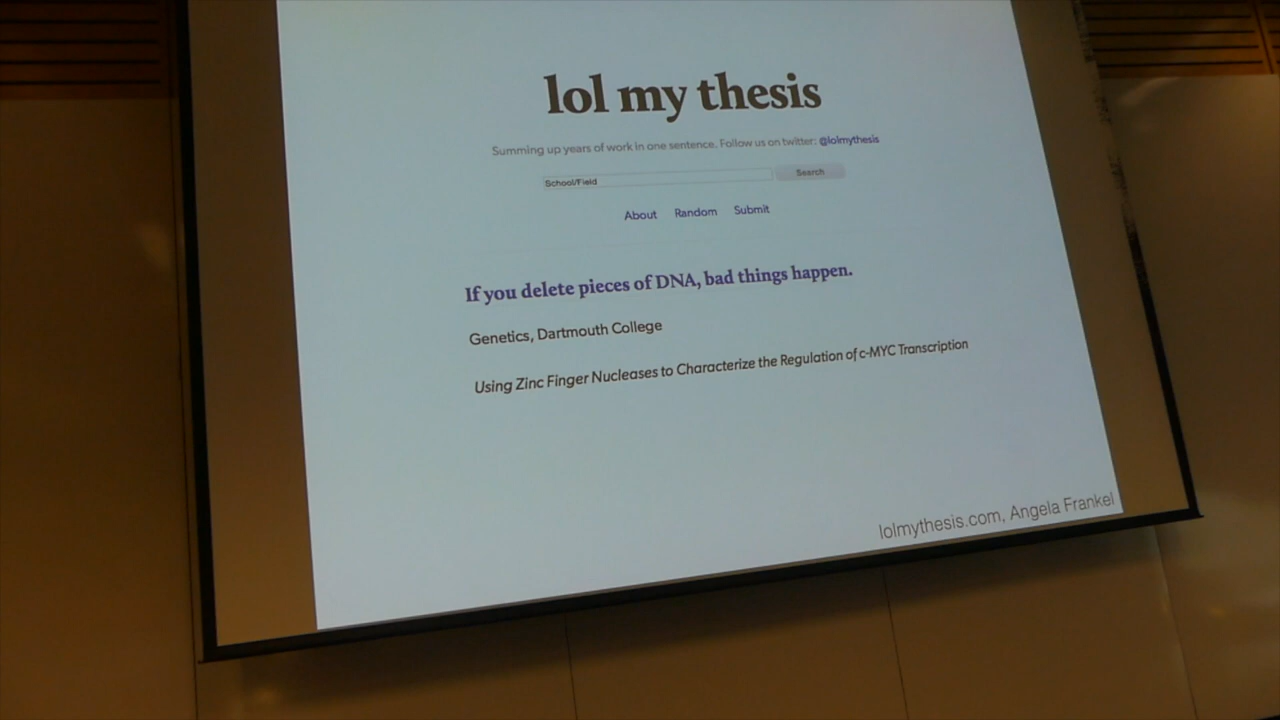 lol my thesis
Summing up years of work in one sentence. Follow us on twitter: @lolmythesis
School/Field Search
About Random Submit
If you delete pieces of DNA, bad things happen.
Genetics, Dartmouth College
Using Zinc Finger Nucleases to Characterize the Regulation of c-MYC Transcription
lolmythesis.com, Angela Frankel